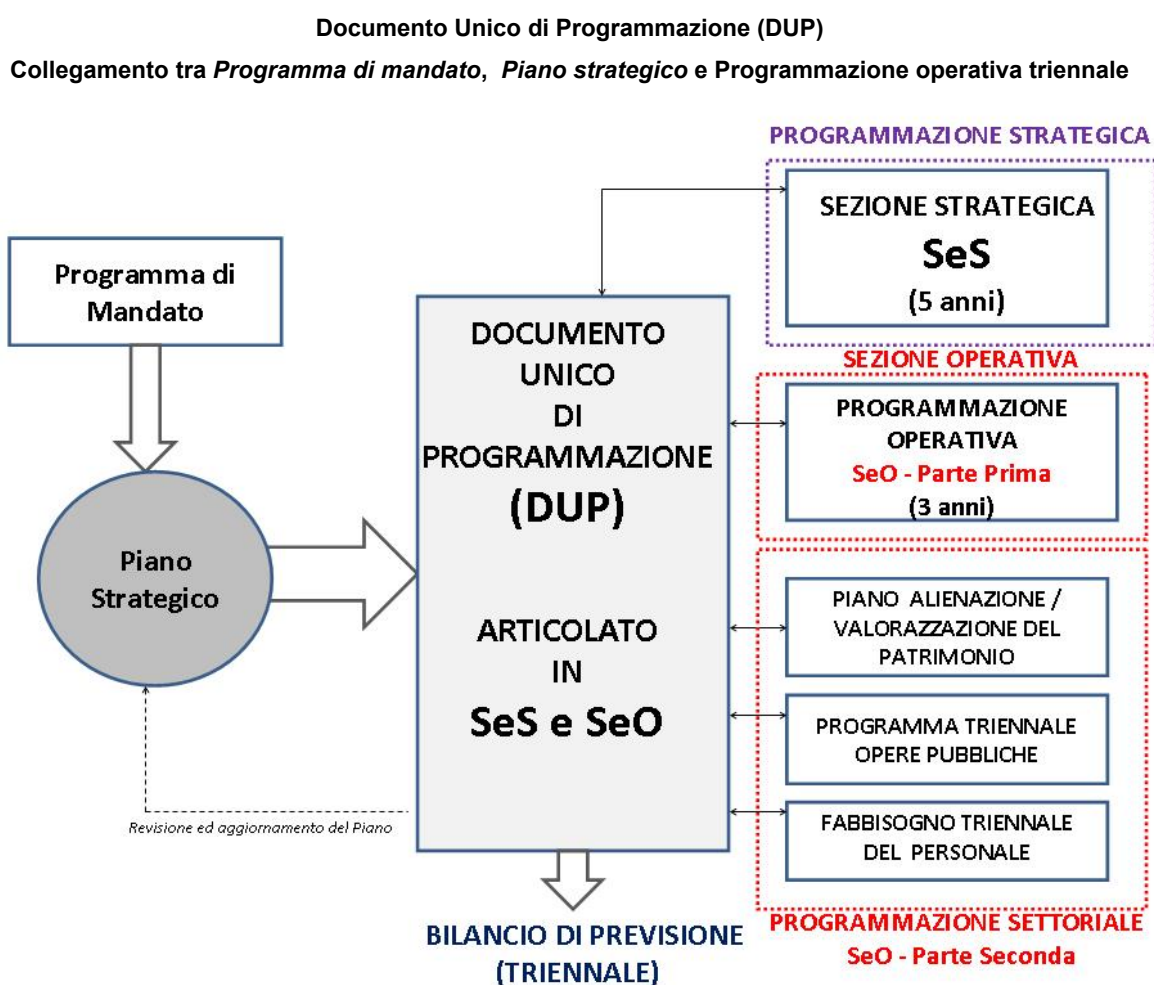 Documento Unico di Programmazione (DUP)
Collegamento tra Programma di mandato, Piano strategico e Programmazione operativa triennale
PROGRAMMAZIONE STRATEGICA
SEZIONE STRATEGICA
SeS
(5 anni)
Programma di
Mandato
SEZIONE OPERATIVA
PROGRAMMAZIONE
OPERATIVA
SeO - Parte Prima
(3 anni)
DOCUMENTO
UNICO
DI
PROGRAMMAZIONE
(DUP)
ARTICOLATO
IN
SeS e SeO
Piano
Strategico
PIANO ALIENAZIONE /
VALORAZZAZIONE DEL
PATRIMONIO
PROGRAMMA TRIENNALE
OPERE PUBBLICHE
FABBISOGNO TRIENNALE
DEL PERSONALE
Revisione ed aggiornamento del Piano
PROGRAMMAZIONE SETTORIALE
SeO - Parte Seconda
BILANCIO DI PREVISIONE
(TRIENNALE)